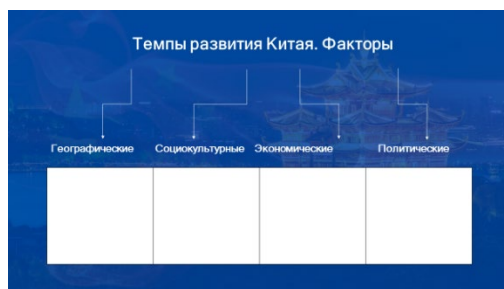 Темпы развития Китая. Факторы
Географические Социокультурные Экономические Политические